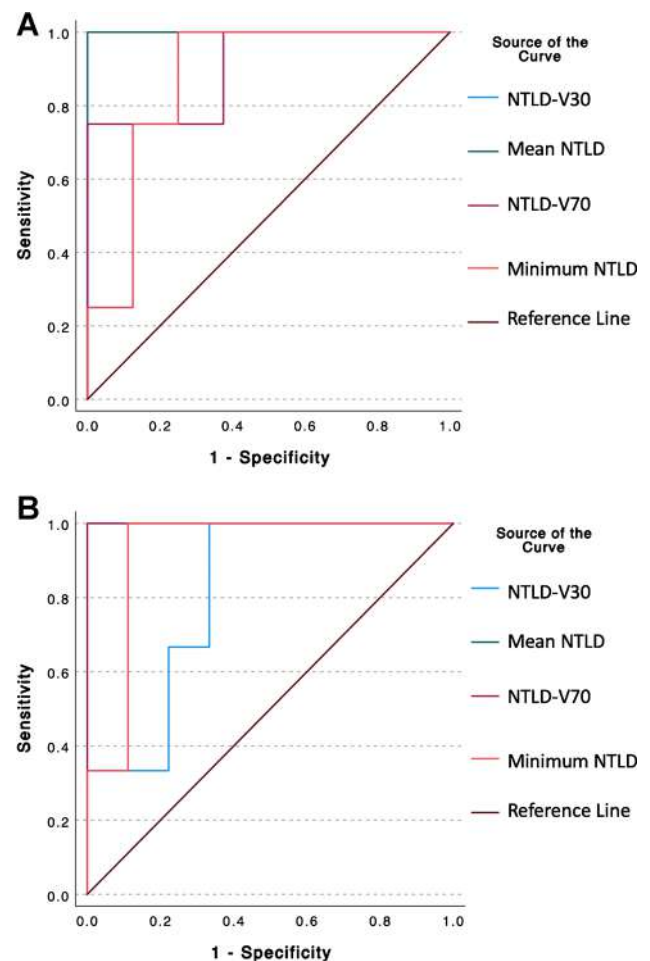 A
Sensitivity
1.0
0.8
0.6
0.4
0.2
0.0
0.0 0.2 0.4 0.6 0.8 1.0
1 - Specificity
Source of the
Curve
NTLD-V30
Mean NTLD
NTLD-V70
Minimum NTLD
Reference Line
B
Sensitivity
1.0
0.8
0.6
0.4
0.2
0.0
0.0 0.2 0.4 0.6 0.8 1.0
1 - Specificity
Source of the
Curve
NTLD-V30
Mean NTLD
NTLD-V70
Minimum NTLD
Reference Line